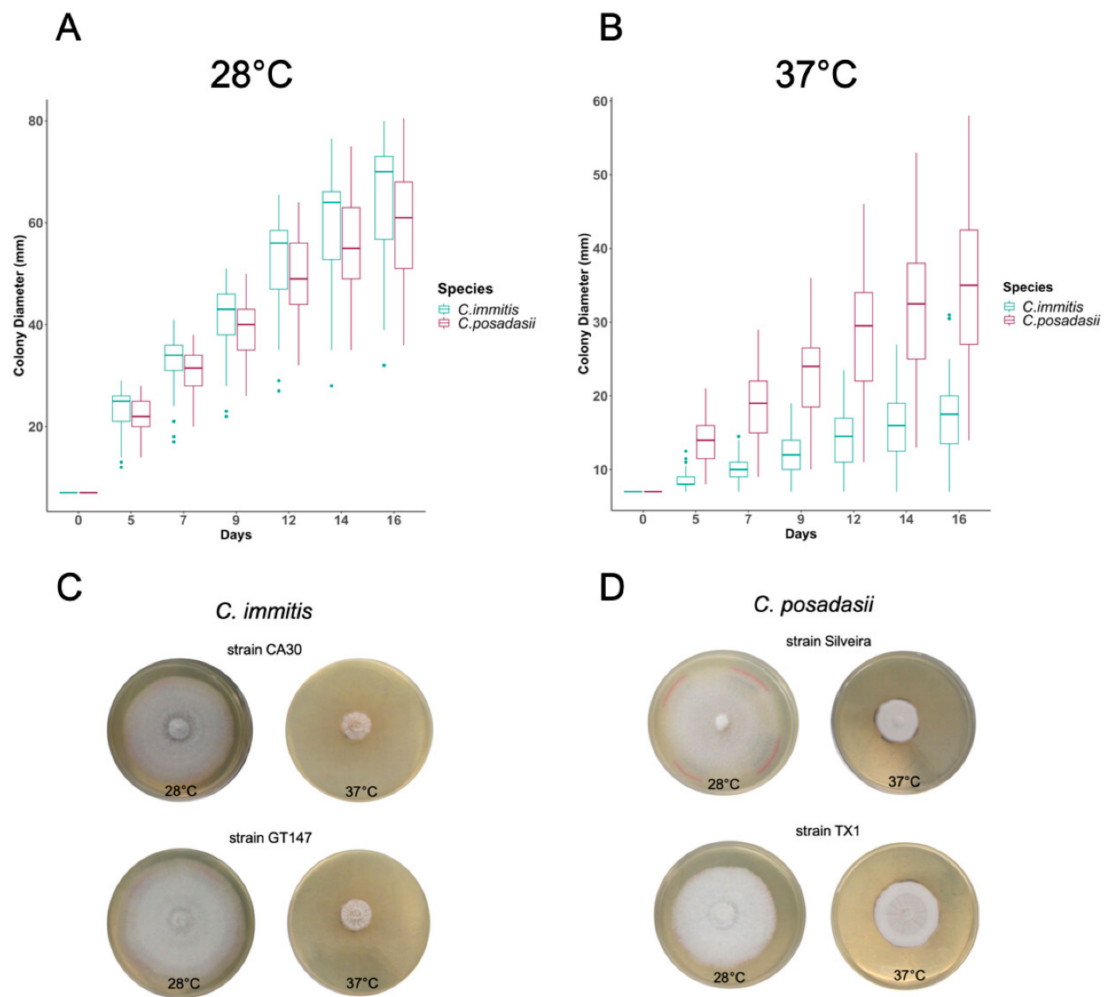 A
B
28°C
37°C
Colony Diameter (mm)
80
60
40
20
0 5 7 9 12 14 16
Days
Species
C.immitis
C.posadasii
Colony Diameter (mm)
60
50
40
30
20
10
0 5 7 9 12 14 16
Days
Species
C.immitis
C.posadasii
C
C. immitis
strain CA30
28°C
37°C
strain GT147
28°C
37°C
D
C. posadasii
strain Silveira
28°C
37°C
strain TX1
28°C
37°C